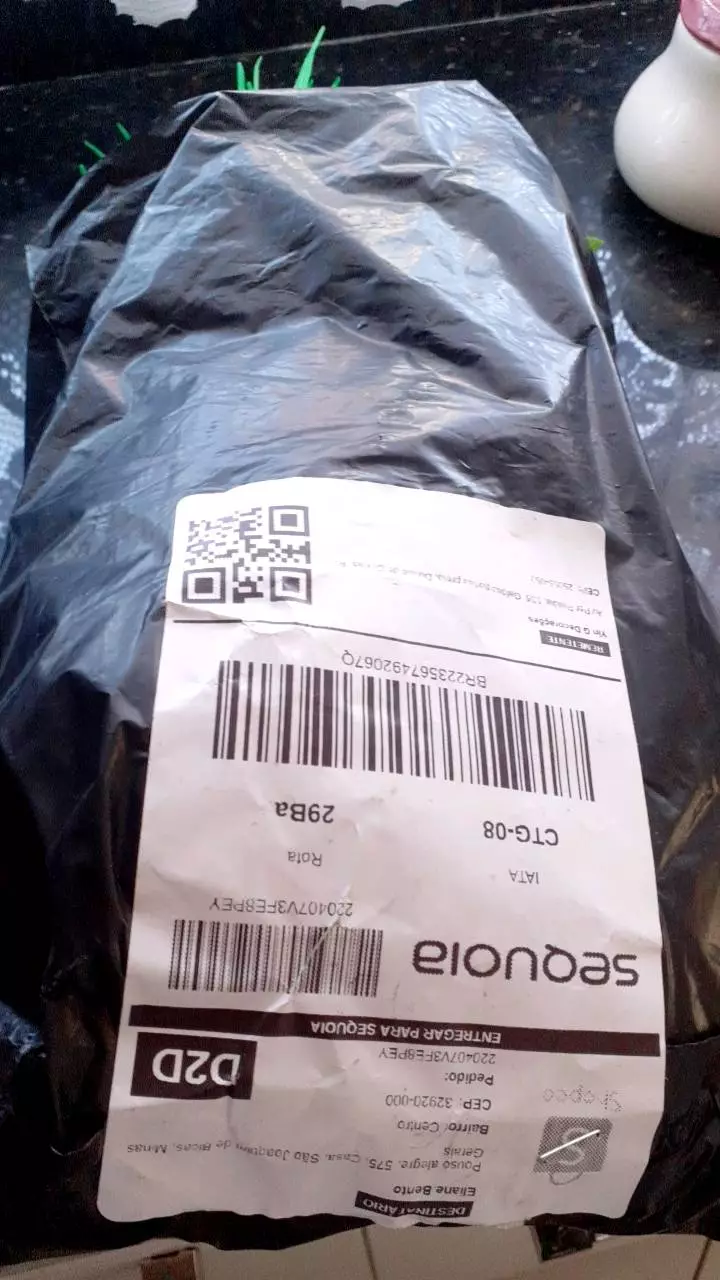 DESTINATÁRIO
Eliane Bento
Pouso alegre, 575, Casa, São Joaquim de Bicas, Minas
Gerais
Bairro: Centro
CEP: 32920-000
Pedido:
220407V3FE8PEY
Shopee
D2D
ENTREGAR PARA SEQUOIA
sequoia
220407V3FE8PEY
IATA
Rota
CTG-08
29Ba
BR223567492067Q
REMETENTE
Yin G Decorações